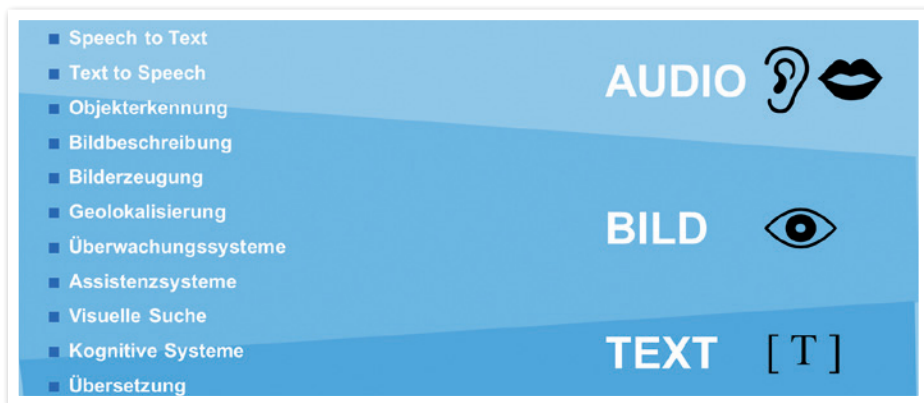 Speech to Text
Text to Speech
Objekterkennung
Bildbeschreibung
Bilderzeugung
Geolokalisierung
Überwachungssysteme
Assistenzsysteme
Visuelle Suche
Kognitive Systeme
Übersetzung
AUDIO
BILD
TEXT [T]